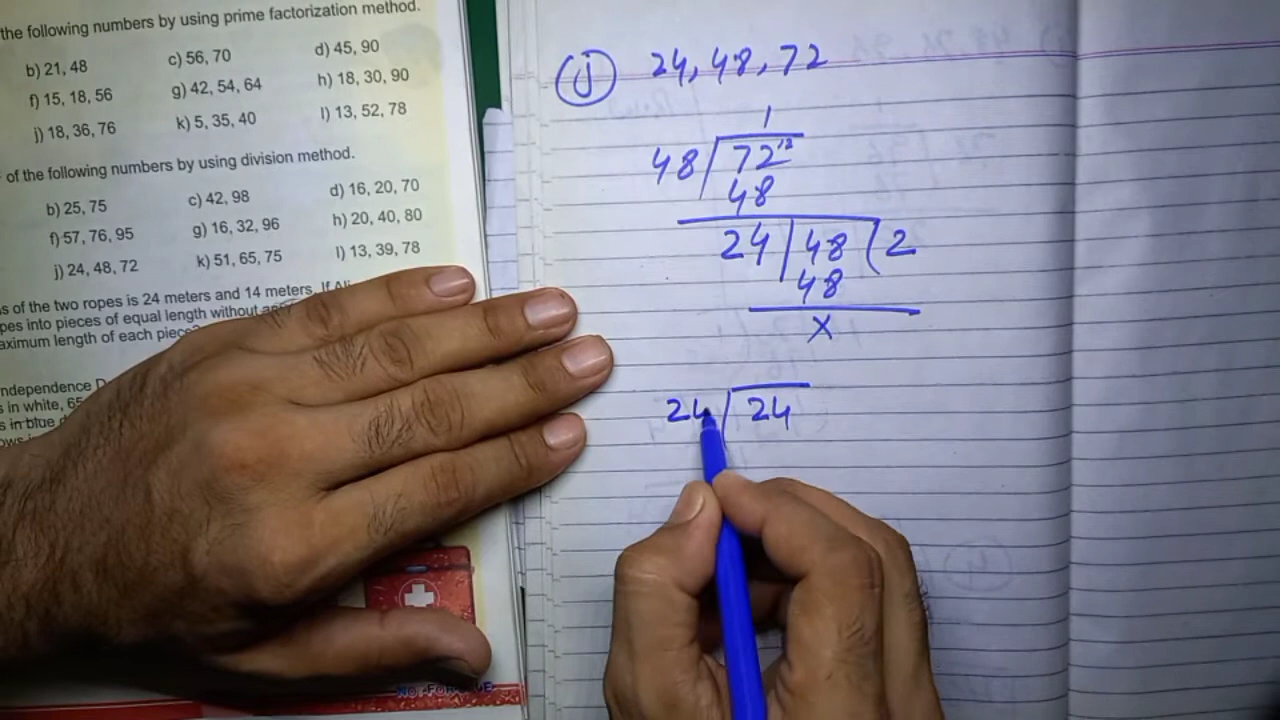 the following numbers by using prime factorization method.
b) 21, 48 c) 56, 70 d) 45, 90
f) 15, 18, 56 g) 42, 54, 64 h) 18, 30, 90
j) 18, 36, 76 k) 5, 35, 40 l) 13, 52, 78
of the following numbers by using division method.
b) 25, 75 c) 42, 98 d) 16, 20, 70
f) 57, 76, 95 g) 16, 32, 96 h) 20, 40, 80
j) 24, 48, 72 k) 51, 65, 75 l) 13, 39, 78
of the two ropes is 24 meters and 14 meters. If
into pieces of equal length without
length of each
in white, 65
in blue
j 24, 48, 72
1
48 72 12
48
24 48 2
48
x
24 24